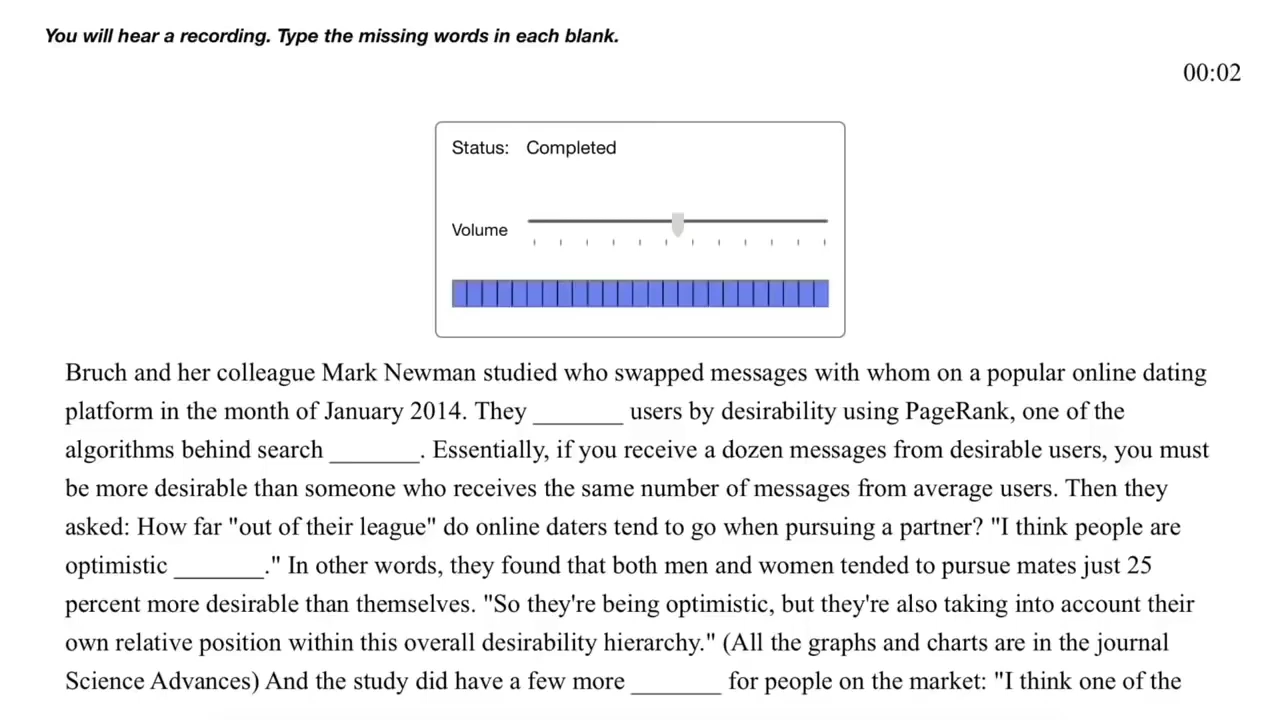 You will hear a recording. Type the missing words in each blank.
00:02
Status: Completed
Volume
Bruch and her colleague Mark Newman studied who swapped messages with whom on a popular online dating
platform in the month of January 2014. They _______ users by desirability using PageRank, one of the
algorithms behind search _______. Essentially, if you receive a dozen messages from desirable users, you must
be more desirable than someone who receives the same number of messages from average users. Then they
asked: How far "out of their league" do online daters tend to go when pursuing a partner? "I think people are
optimistic _______." In other words, they found that both men and women tended to pursue mates just 25
percent more desirable than themselves. "So they're being optimistic, but they're also taking into account their
own relative position within this overall desirability hierarchy." (All the graphs and charts are in the journal
Science Advances) And the study did have a few more _______ for people on the market: "I think one of the